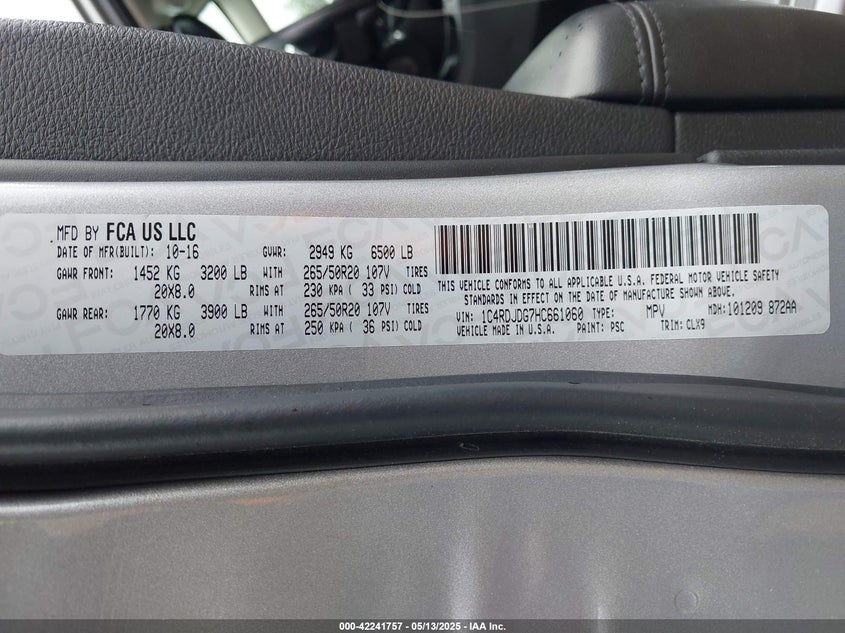 MFD BY FCA US LLC
DATE OF MFR(BUILT): 10-16 GVWR: 2949 KG 6500 LB
GAWR FRONT: 1452 KG 3200 LB WITH 265/50R20 107V TIRES
20X8.0 RIMS AT 230 KPA ( 33 PSI) COLD
GAWR REAR: 1770 KG 3900 LB WITH 265/50R20 107V TIRES
20X8.0 RIMS AT 250 KPA ( 36 PSI) COLD
THIS VEHICLE CONFORMS TO ALL APPLICABLE U.S.A. FEDERAL MOTOR VEHICLE SAFETY
STANDARDS IN EFFECT ON THE DATE OF MANUFACTURE SHOWN ABOVE.
VIN: 1C4RDJDG7HC661060 TYPE: MPV MDH:101209 872AA
VEHICLE MADE IN U.S.A. PAINT: PSC TRIM: CLX9
000-42241757 - 05/13/2025 - IAA Inc.